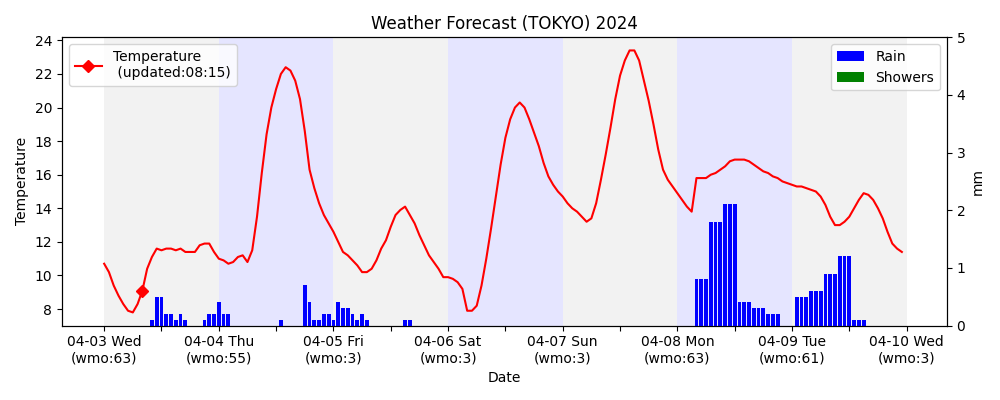 Weather Forecast (TOKYO) 2024
Temperature
(updated:08:15)
Rain
Showers
24
22
20
18
16
14
12
10
8
Temperature
5
4
3
2
1
0
mm
04-03 Wed
(wmo:63)
04-04 Thu
(wmo:55)
04-05 Fri
(wmo:3)
04-06 Sat
(wmo:3)
04-07 Sun
(wmo:3)
04-08 Mon
(wmo:63)
04-09 Tue
(wmo:61)
04-10 Wed
(wmo:3)
Date